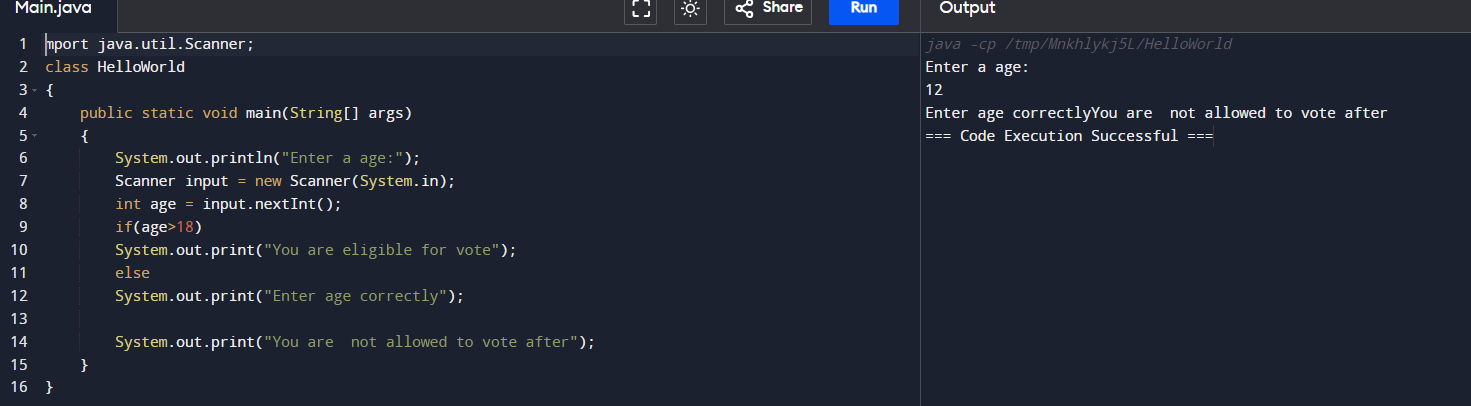 Main.java
Share
Run
Output
1 mport java.util.Scanner;
2 class HelloWorld
3 {
4 public static void main(String[] args)
5 {
6 System.out.println("Enter a age:");
7 Scanner input = new Scanner(System.in);
8 int age = input.nextInt();
9 if(age>18)
10 System.out.print("You are eligible for vote");
11 else
12 System.out.print("Enter age correctly");
13
14 System.out.print("You are  not allowed to vote after");
15 }
16 }
java -cp /tmp/Mnkhlykj5L/HelloWorld
Enter a age:
12
Enter age correctlyYou are  not allowed to vote after
=== Code Execution Successful ===